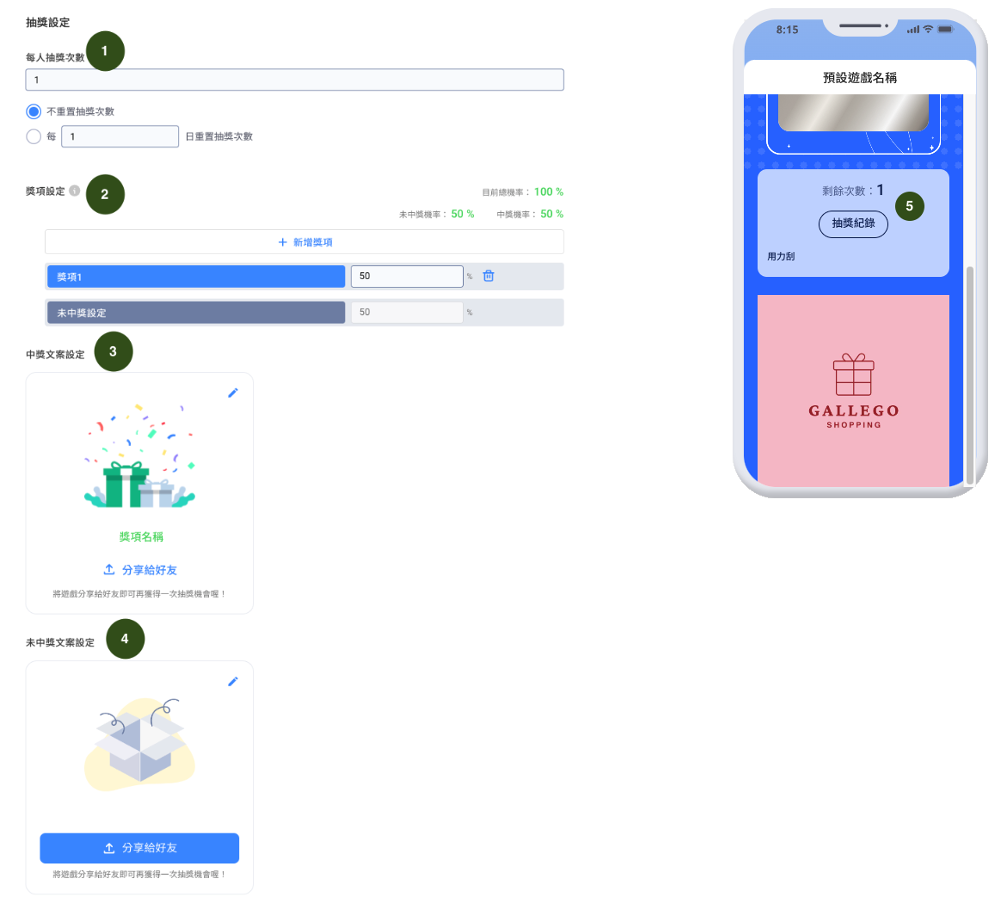 抽獎設定
每人抽獎次數
1
1
不重置抽獎次數
每 1 日重置抽獎次數
獎項設定 i
2
目前總機率： 100 %
未中獎機率： 50 % 中獎機率： 50 %
+ 新增獎項
獎項1 50 %
未中獎設定 50 %
中獎文案設定
3
獎項名稱
分享給好友
將遊戲分享給好友即可再獲得一次抽獎機會喔！
未中獎文案設定
4
分享給好友
將遊戲分享給好友即可再獲得一次抽獎機會喔！
8:15
預設遊戲名稱
剩餘次數：1
5
抽獎紀錄
用力刮
GALLEGO
SHOPPING